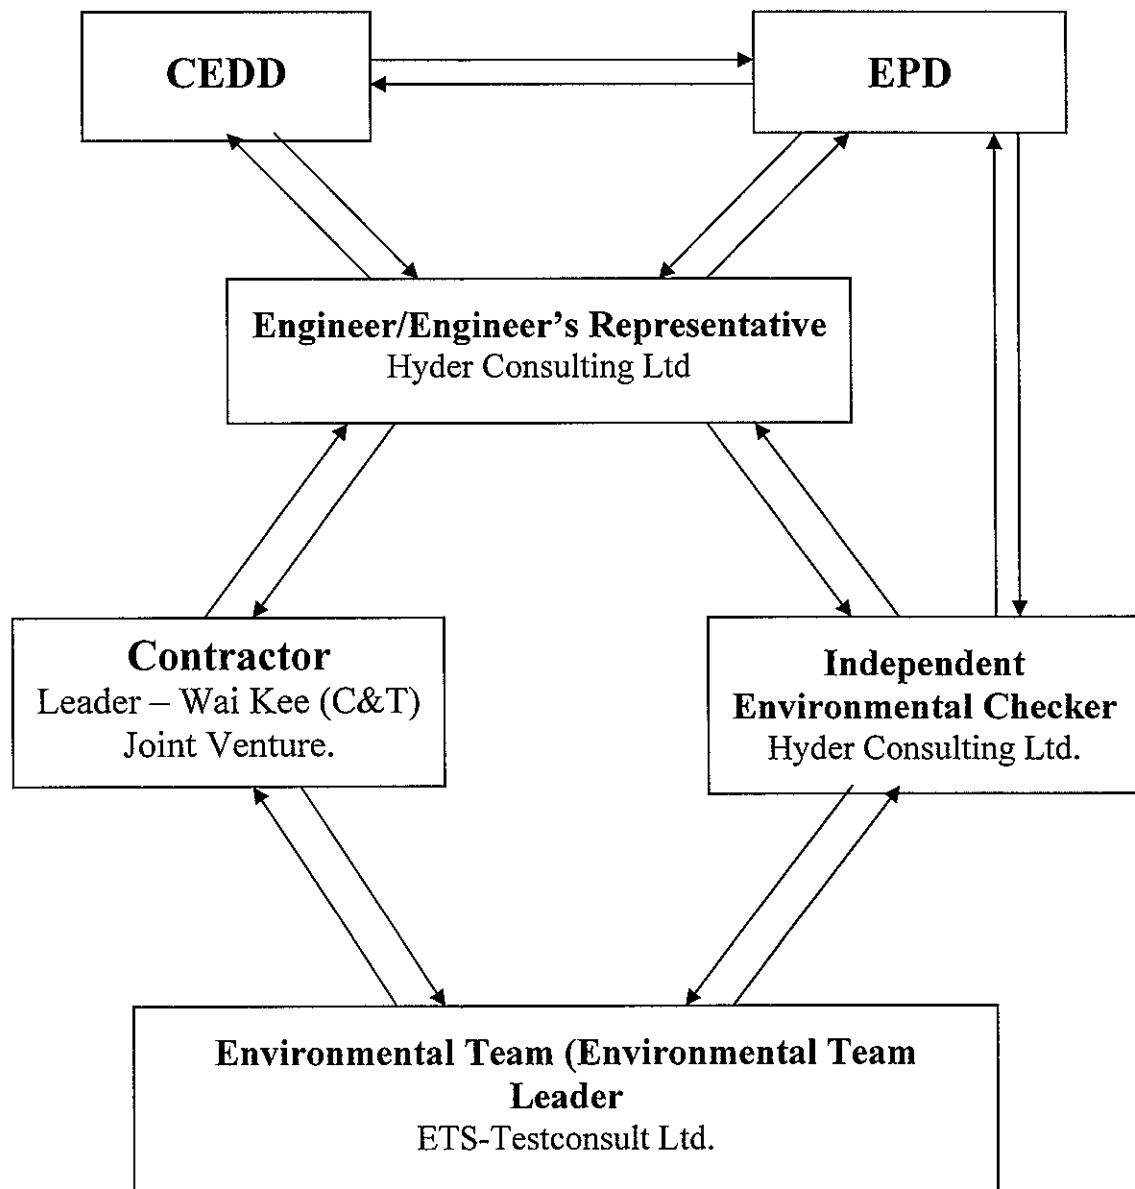 CEDD
EPD
Engineer/Engineer's Representative
Hyder Consulting Ltd
Contractor
Leader – Wai Kee (C&T)
Joint Venture.
Independent
Environmental Checker
Hyder Consulting Ltd.
Environmental Team (Environmental Team
Leader
ETS-Testconsult Ltd.